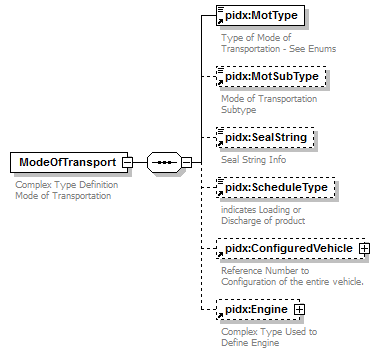 pidx:MotType
Type of Mode of
Transportation - See Enums
pidx:MotSubType
Mode of Transportation
Subtype
pidx:SealString
Seal String Info
ModeOfTransport
Complex Type Definition
Mode of Transportation
pidx:ScheduleType
indicates Loading or
Discharge of product
pidx:ConfiguredVehicle
Reference Number to
Configuration of the entire vehicle.
pidx:Engine
Complex Type Used to
Define Engine